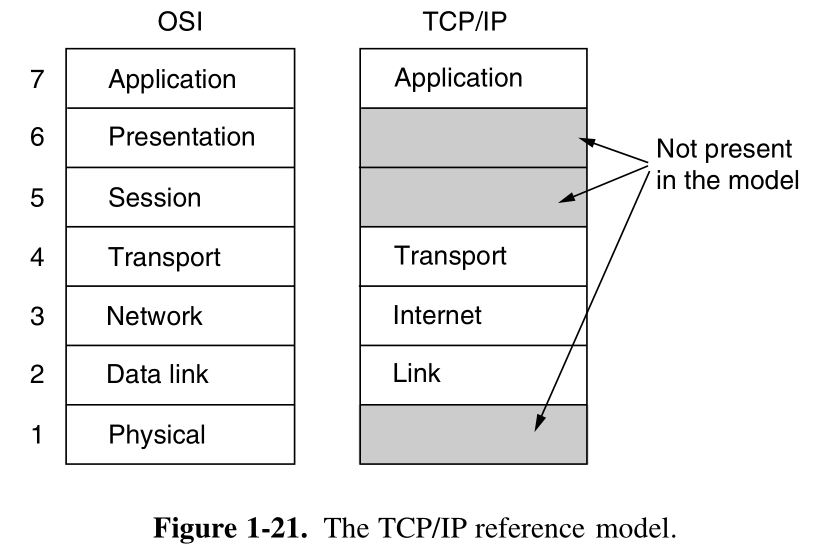 OSI
TCP/IP
7 Application Application
6 Presentation
5 Session
Not present
in the model
4 Transport Transport
3 Network Internet
2 Data link Link
1 Physical
Figure 1-21. The TCP/IP reference model.